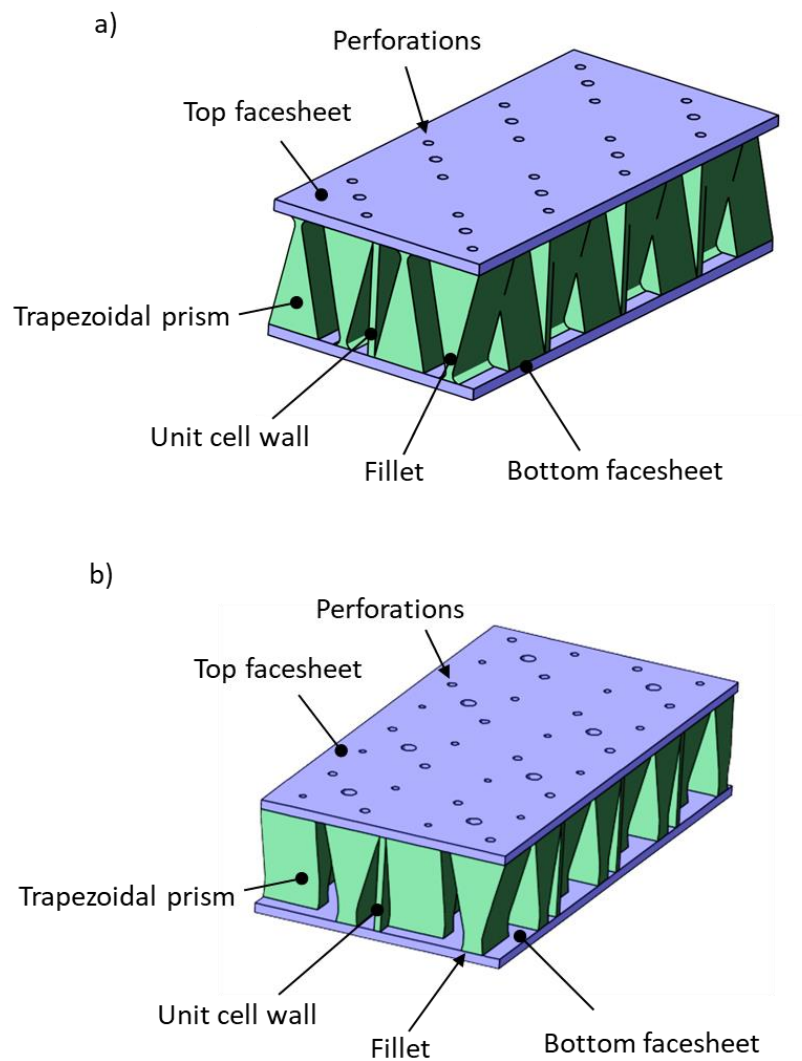 a)
Perforations
Top facesheet
Trapezoidal prism
Unit cell wall
Fillet
Bottom facesheet
b)
Perforations
Top facesheet
Trapezoidal prism
Unit cell wall
Fillet
Bottom facesheet